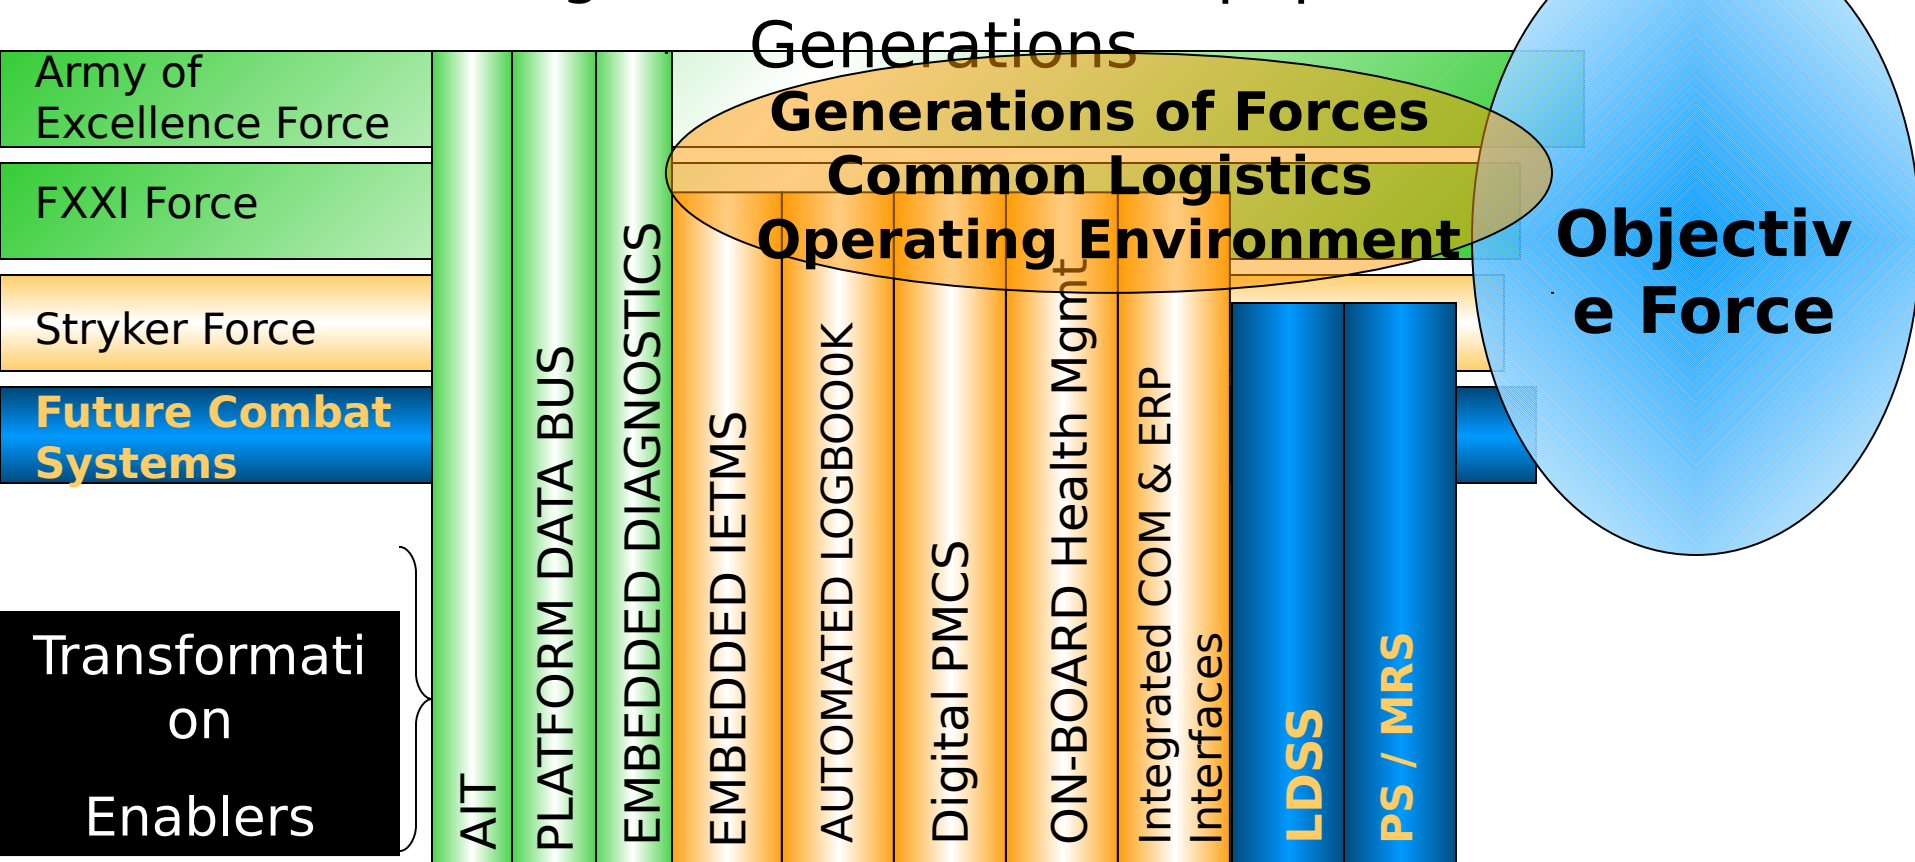 Generations
Army of
Excellence Force
FXXI Force
Stryker Force
Future Combat
Systems
Generations of Forces
Common Logistics
Operating Environment
Objectiv
e Force
Transformati
on
Enablers
AIT
PLATFORM DATA BUS
EMBEDDED DIAGNOSTICS
EMBEDDED IETMS
AUTOMATED LOGBOO0K
Digital PMCS
ON-BOARD Health Mgmt
Integrated COM & ERP
Interfaces
LDSS
PS / MRS